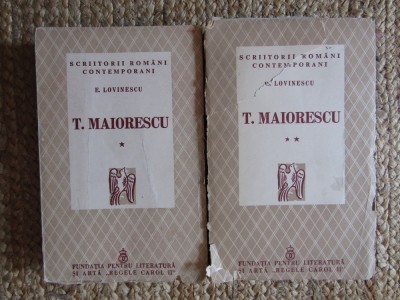 SCRIITORII ROMÂNI
CONTEMPORANI
E. LOVINESCU
T. MAIORESCU
*
FUNDAȚIA PENTRU LITERATURĂ
ȘI ARTĂ „REGELE CAROL II"
SCRIITORII ROMÂNI
CONTEMPORANI
E. LOVINESCU
T. MAIORESCU
* *
FUNDAȚIA PENTRU LITERATURĂ
ȘI ARTĂ „REGELE CAROL II"